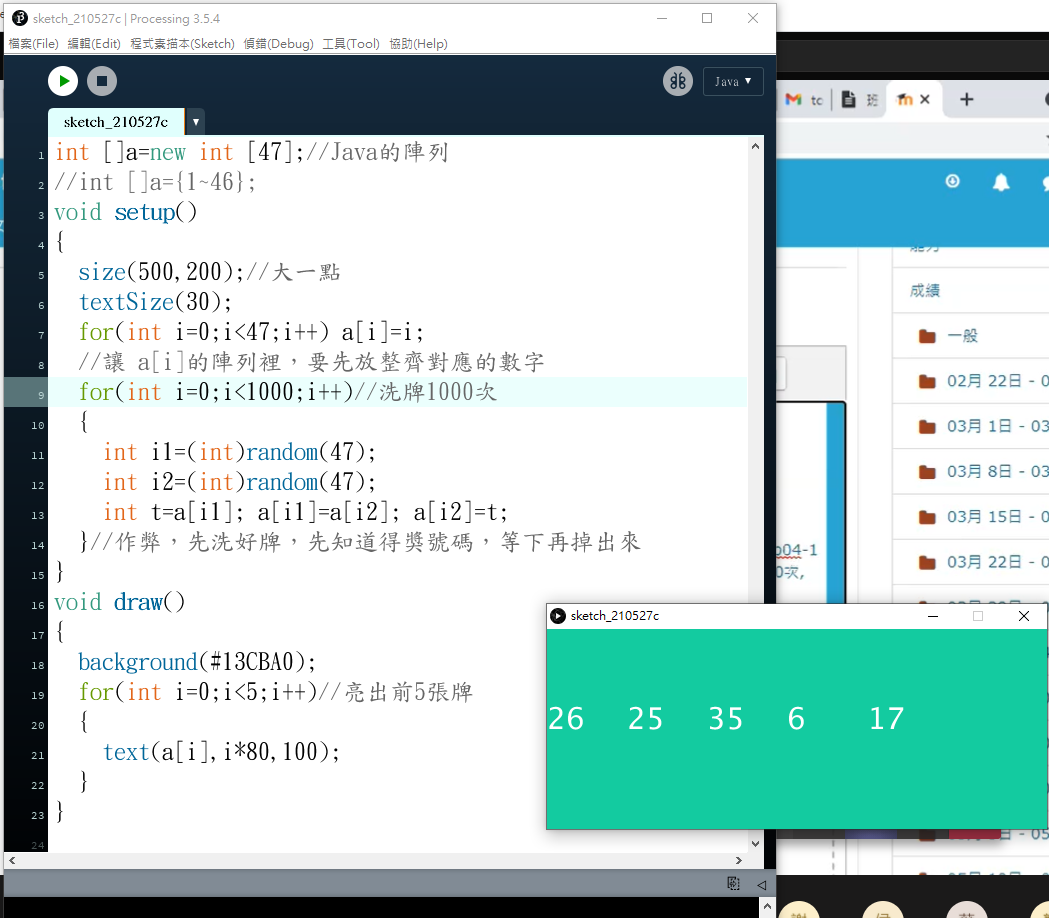 sketch_210527c | Processing 3.5.4
檔案(File) 編輯(Edit) 程式素描本(Sketch) 偵錯(Debug) 工具(Tool) 協助(Help)
Java ▼
sketch_210527c ▼
1 int []a=new int [47];//Java的陣列
2 //int []a={1~46};
3 void setup()
4 {
5 size(500,200);//大一點
6 textSize(30);
7 for(int i=0;i<47;i++) a[i]=i;
8 //讓 a[i]的陣列裡，要先放整齊對應的數字
9 for(int i=0;i<1000;i++)//洗牌1000次
10 {
11 int i1=(int)random(47);
12 int i2=(int)random(47);
13 int t=a[i1]; a[i1]=a[i2]; a[i2]=t;
14 }//作弊，先洗好牌，先知道得獎號碼，等下再掉出來
15 }
16 void draw()
17 {
18 background(#13CBA0);
19 for(int i=0;i<5;i++)//亮出前5張牌
20 {
21 text(a[i],i*80,100);
22 }
23 }
24
tc
班
成績
一般
02月 22日 - 0
03月 1日 - 03
03月 8日 - 03
03月 15日 - 0
03月 22日 - 0
04-1
0次,
sketch_210527c
26 25 35 6 17